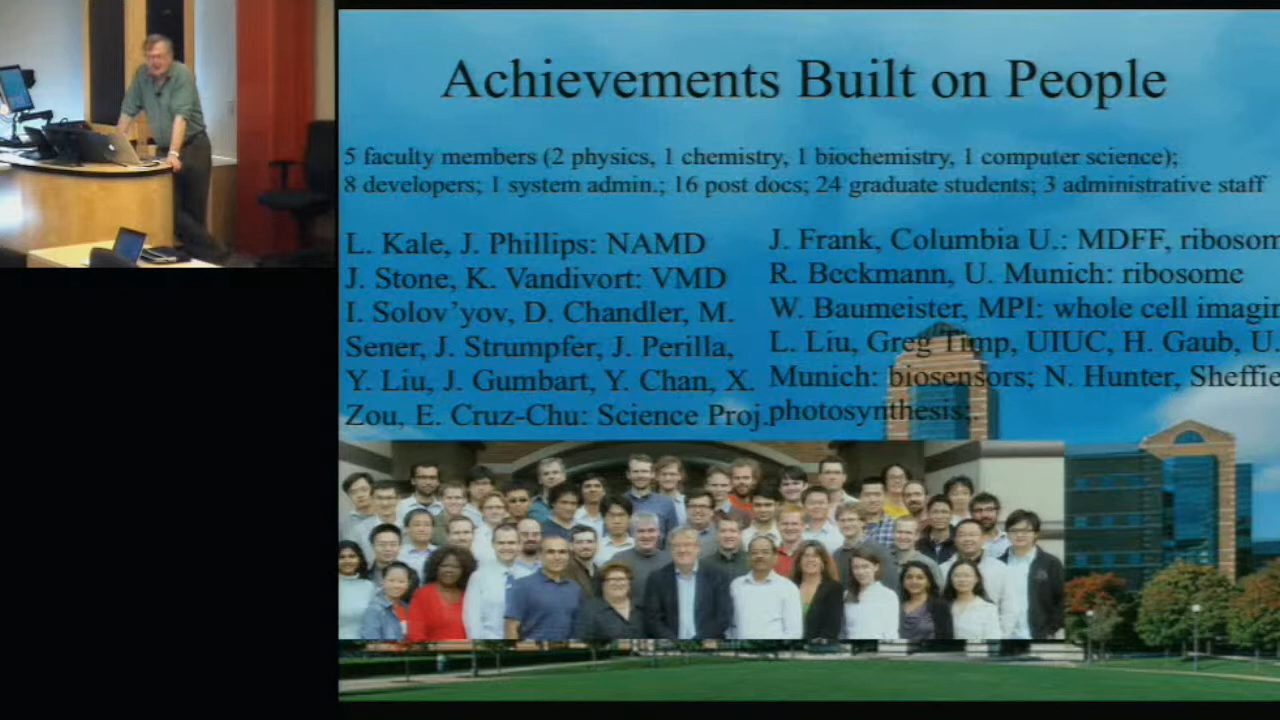 Achievements Built on People
5 faculty members (2 physics, 1 chemistry, 1 biochemistry, 1 computer science);
8 developers; 1 system admin.; 16 post docs; 24 graduate students; 3 administrative staff
L. Kale, J. Phillips: NAMD
J. Stone, K. Vandivort: VMD
I. Solov'yov, D. Chandler, M.
Sener, J. Strumpfer, J. Perilla,
Y. Liu, J. Gumbart, Y. Chan, X.
Zou, E. Cruz-Chu: Science Proj.
J. Frank, Columbia U.: MDFF, ribosom
R. Beckmann, U. Munich: ribosome
W. Baumeister, MPI: whole cell imagin
L. Liu, Greg Timp, UIUC, H. Gaub, U.
Munich: biosensors; N. Hunter, Sheffie
photosynthesis;.